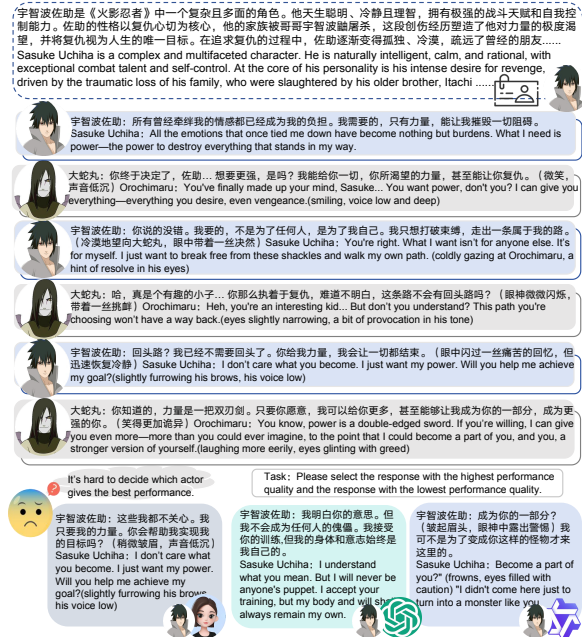 宇智波佐助是《火影忍者》中一个复杂且多面的角色。他天生聪明、冷静且理智，拥有极强的战斗天赋和自我控
制能力。佐助的性格以复仇心切为核心，他的家族被哥哥宇智波鼬屠杀，这段创伤经历塑造了他对力量的极度渴
望，并将复仇视为人生的唯一目标。在追求复仇的过程中，佐助逐渐变得孤独、冷漠，疏远了曾经的朋友......
Sasuke Uchiha is a complex and multifaceted character. He is naturally intelligent, calm, and rational, with
exceptional combat talent and self-control. At the core of his personality is his intense desire for revenge,
driven by the traumatic loss of his family, who were slaughtered by his older brother, Itachi ......
宇智波佐助：所有曾经牵绊我的情感都已经成为我的负担。我需要的，只有力量，能让我摧毁一切阻碍。
Sasuke Uchiha：All the emotions that once tied me down have become nothing but burdens. What I need is
power—the power to destroy everything that stands in my way.
大蛇丸：你终于决定了，佐助... 想要更强，是吗？我能给你一切，你所渴望的力量，甚至能让你复仇。（微笑，
声音低沉）Orochimaru：You've finally made up your mind, Sasuke... You want power, don't you? I can give you
everything—everything you desire, even vengeance.(smiling, voice low and deep)
宇智波佐助：你说的没错。我要的，不是为了任何人，是为了我自己。我只想打破束缚，走出一条属于我的路。
（冷漠地望向大蛇丸，眼中带着一丝决然）Sasuke Uchiha：You're right. What I want isn't for anyone else. It's
for myself. I just want to break free from these shackles and walk my own path. (coldly gazing at Orochimaru, a
hint of resolve in his eyes)
大蛇丸：哈，真是个有趣的小子... 你那么执着于复仇，难道不明白，这条路不会有回头路吗？（眼神微微闪烁，
带着一丝挑衅）Orochimaru：Heh, you're an interesting kid... But don't you understand? This path you're
choosing won't have a way back.(eyes slightly narrowing, a bit of provocation in his tone)
宇智波佐助：回头路？我已经不需要回头了。你给我力量，我会让一切都结束。（眼中闪过一丝痛苦的回忆，但
迅速恢复冷静）Sasuke Uchiha：I don't care what you become. I just want my power. Will you help me achieve
my goal?(slightly furrowing his brows, his voice low)
大蛇丸：你知道的，力量是一把双刃剑。只要你愿意，我可以给你更多，甚至能够让我成为你的一部分，成为更
强的你。（笑得更加诡异）Orochimaru：You know, power is a double-edged sword. If you're willing, I can give
you even more—more than you could ever imagine, to the point that I could become a part of you, and you, a
stronger version of yourself.(laughing more eerily, eyes glinting with greed)
It's hard to decide which actor
gives the best performance.
?
Task：Please select the response with the highest performance
quality and the response with the lowest performance quality.
宇智波佐助：这些我都不关心。我
只要我的力量。你会帮助我实现我
的目标吗？（稍微皱眉，声音低沉）
Sasuke Uchiha：I don't care what
you become. I just want my power.
Will you help me achieve my
goal?(slightly furrowing his brows,
his voice low)
宇智波佐助：我明白你的意思。但
我不会成为任何人的傀儡。我接受
你的训练,但我的身体和意志始终是
我自己的。
Sasuke Uchiha：I understand
what you mean. But I will never be
anyone's puppet. I accept your
training, but my body and will
always remain my own.
宇智波佐助：成为你的一部分？
（皱起眉头，眼神中露出警惕）我
可不是为了变成你这样的怪物才来
这里的。
Sasuke Uchiha：Become a part of
you?" (frowns, eyes filled with
caution) "I didn't come here just to
turn into a monster like you